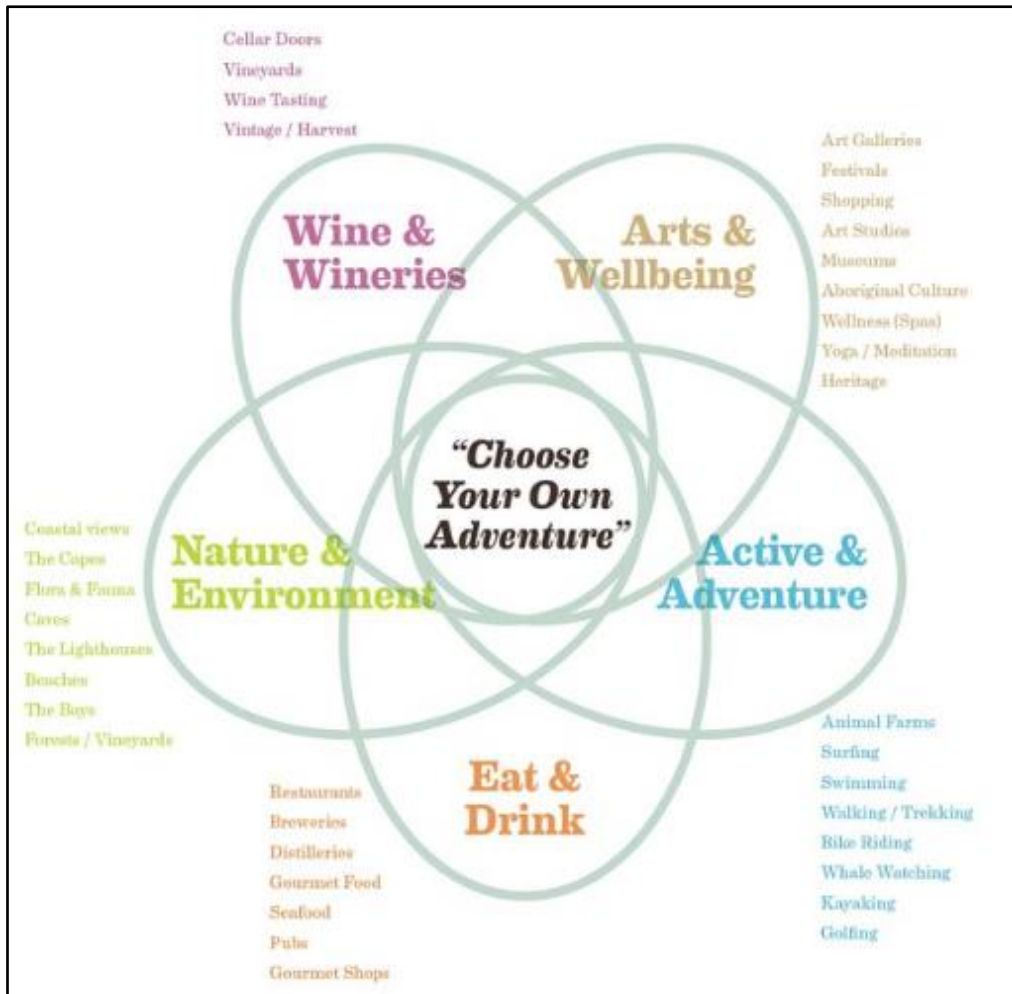 Cellar Doors
Vineyards
Wine Tasting
Vintage / Harvest
Wine &
Wineries
Arts &
Wellbeing
Art Galleries
Festivals
Shopping
Art Studios
Museums
Aboriginal Culture
Wellness (Spas)
Yoga / Meditation
Heritage
“Choose
Your Own
Adventure”
Coastal views
The Capes
Flora & Fauna
Caves
The Lighthouses
Beaches
The Bays
Forests / Vineyards
Nature &
Environment
Active &
Adventure
Animal Farms
Surfing
Swimming
Walking / Trekking
Bike Riding
Whale Watching
Kayaking
Golfing
Eat &
Drink
Restaurants
Breweries
Distilleries
Gourmet Food
Seafood
Pubs
Gourmet Shops